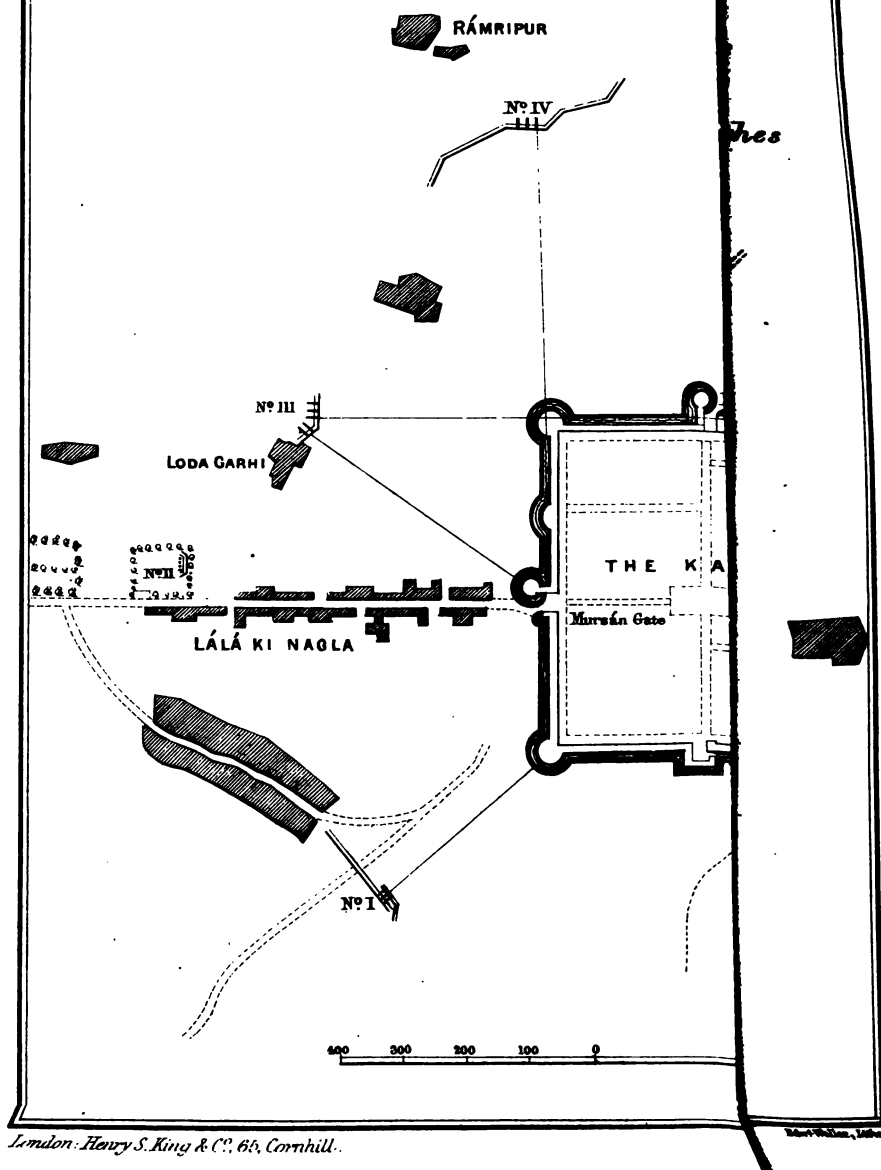 RÁMRIPUR
No. IV
hes
No. III
LODA GARHI
No. II
THE KA
Mursán Gate
LÁLÁ KI NAGLA
No. I
400 300 200 100 0
London: Henry S. King & Co., 65, Cornhill.